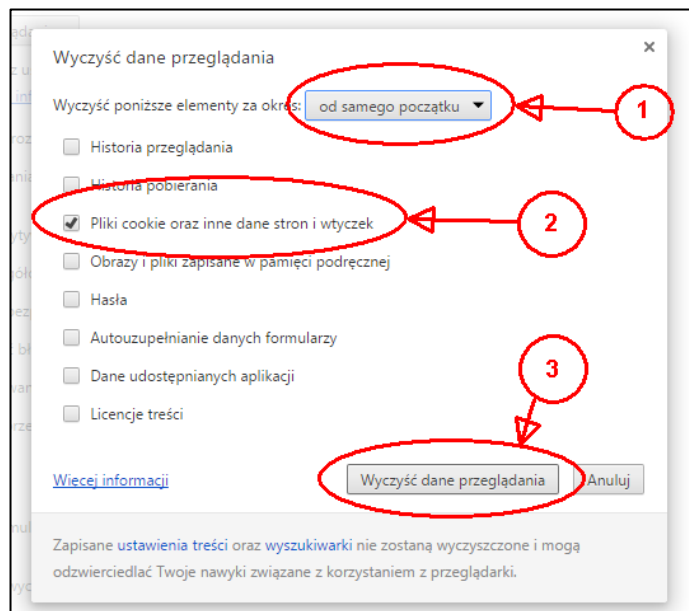 Wyczyść dane przeglądania
Wyczyść poniższe elementy za okres: od samego początku
1
Historia przeglądania
Historia pobierania
Pliki cookie oraz inne dane stron i wtyczek
2
Obrazy i pliki zapisane w pamięci podręcznej
Hasła
Autouzupełnianie danych formularzy
Dane udostępnianych aplikacji
3
Licencje treści
Więcej informacji Wyczyść dane przeglądania Anuluj
Zapisane ustawienia treści oraz wyszukiwarki nie zostaną wyczyszczone i mogą
odzwierciedlać Twoje nawyki związane z korzystaniem z przeglądarki.